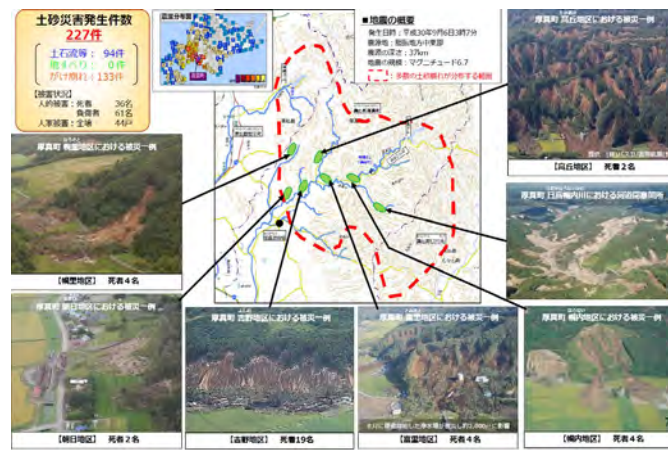 土砂災害発生件数
227件
土石流等： 94件
地すべり： 0件
がけ崩れ：133件
【被害状況】
人的被害：死者 36名
負傷者 61名
人家被害：全壊 44戸
震度分布図
■地震の概要
発生日時：平成30年9月6日3時7分
震源地：胆振地方中東部
震源の深さ：37km
地震の規模：マグニチュード6.7
：多数の土砂崩れが分布する範囲
厚真町 高丘地区における被災一例
【高丘地区】 死者2名
厚真町 幌里地区における被災一例
【幌里地区】 死者4名
厚真町 日高幌内川における河道閉塞箇所
厚真町 朝日地区における被災一例
【朝日地区】 死者2名
厚真町 吉野地区における被災一例
【吉野地区】 死者19名
厚真町 富里地区における被災一例
【富里地区】 死者4名
厚真町 幌内地区における被災一例
【幌内地区】 死者4名